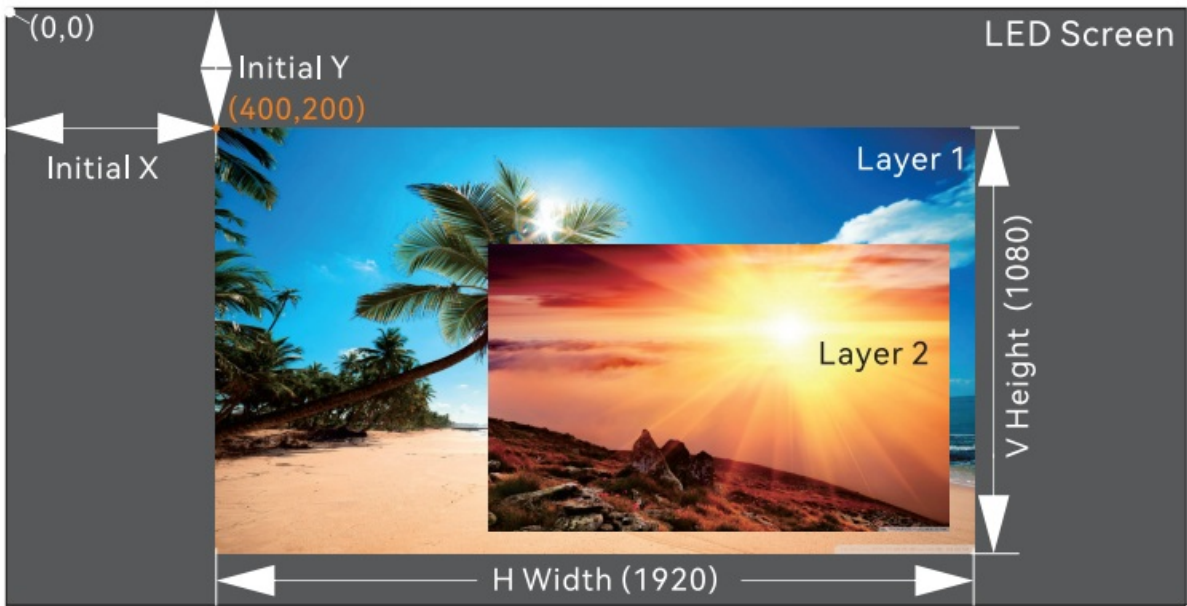 (0,0)
LED Screen
Initial Y
(400,200)
Initial X
Layer 1
Layer 2
V Height (1080)
H Width (1920)